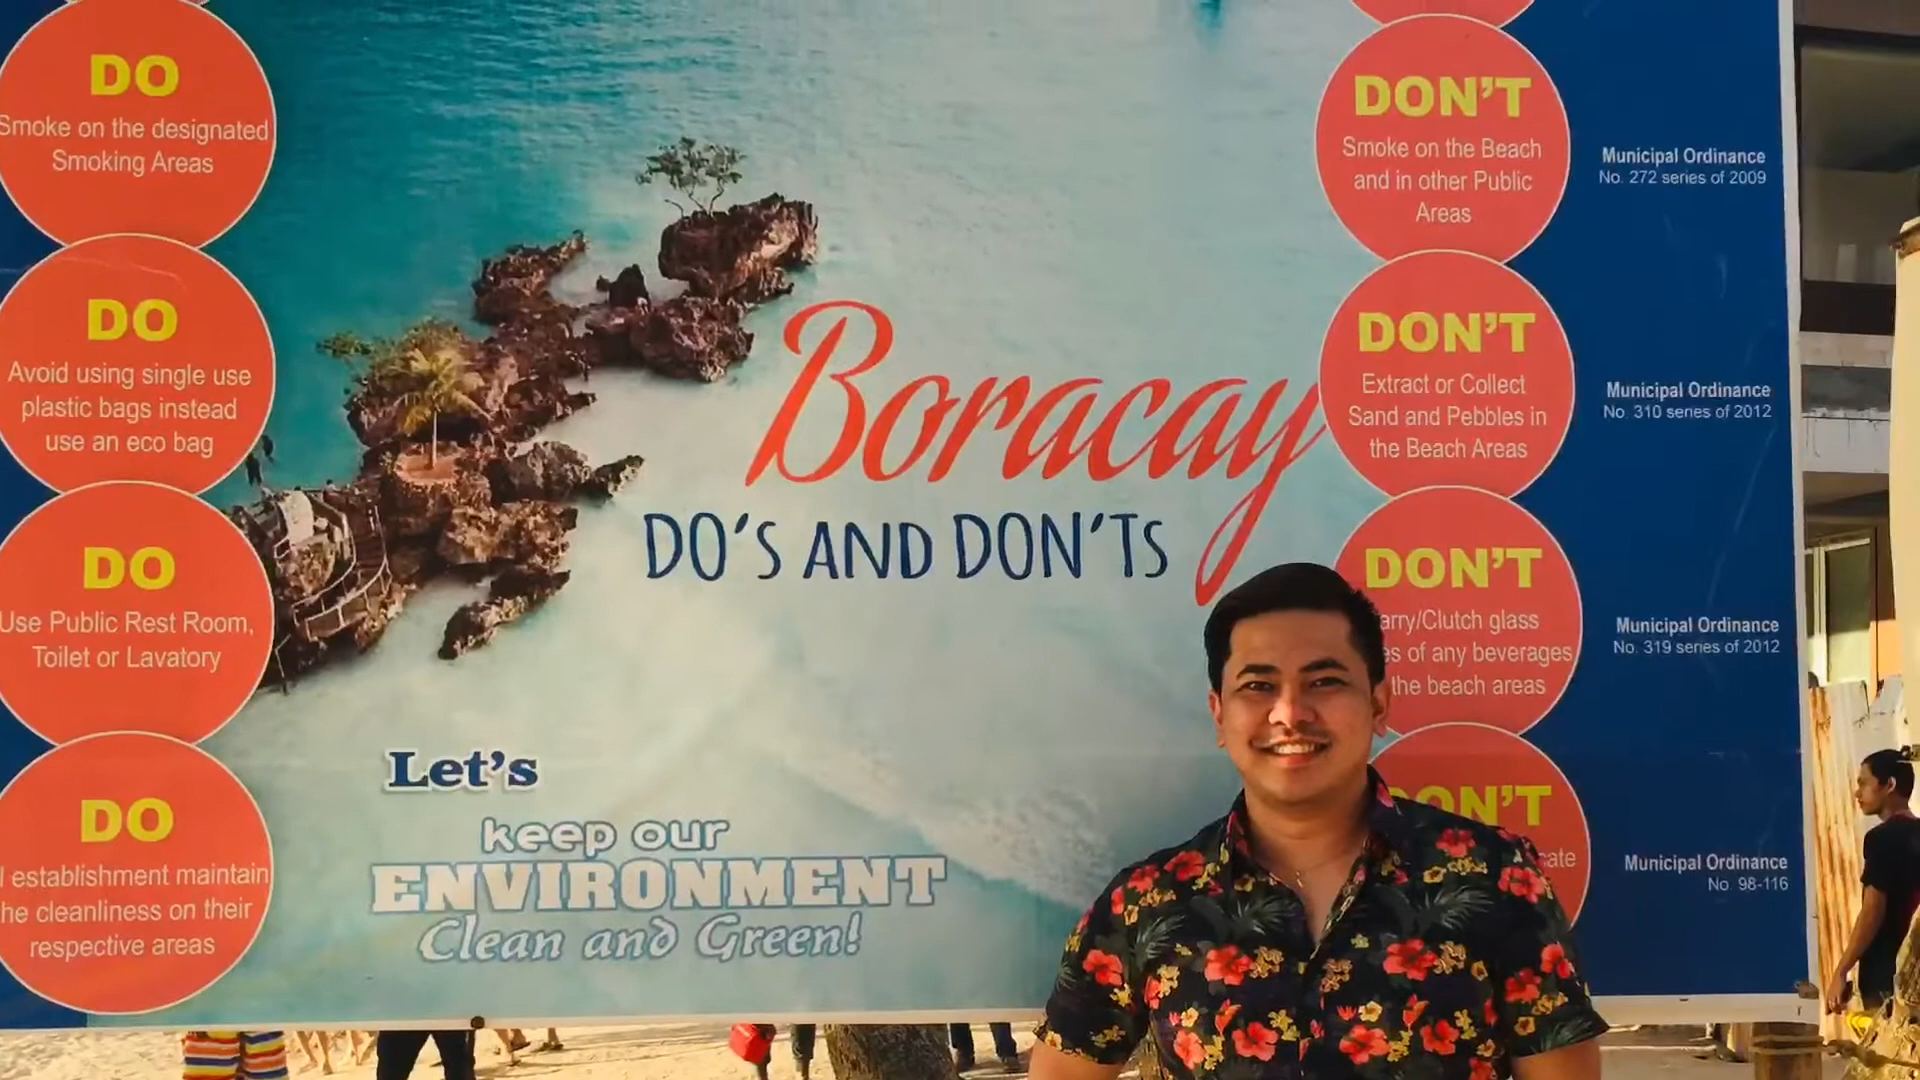 DO
Smoke on the designated
Smoking Areas
DO
Avoid using single use
plastic bags instead
use an eco bag
DO
Use Public Rest Room,
Toilet or Lavatory
DO
establishment maintain
cleanliness on their
respective areas
Boracay
DO'S AND DON'TS
Let's
keep our
ENVIRONMENT
Clean and Green!
DON'T
Smoke on the Beach
and in other Public
Areas
Municipal Ordinance
No. 272 series of 2009
DON'T
Extract or Collect
Sand and Pebbles in
the Beach Areas
Municipal Ordinance
No. 310 series of 2012
DON'T
glass
of any beverages
the beach areas
Municipal Ordinance
No. 319 series of 2012
DON'T
Municipal Ordinance
No. 98-116